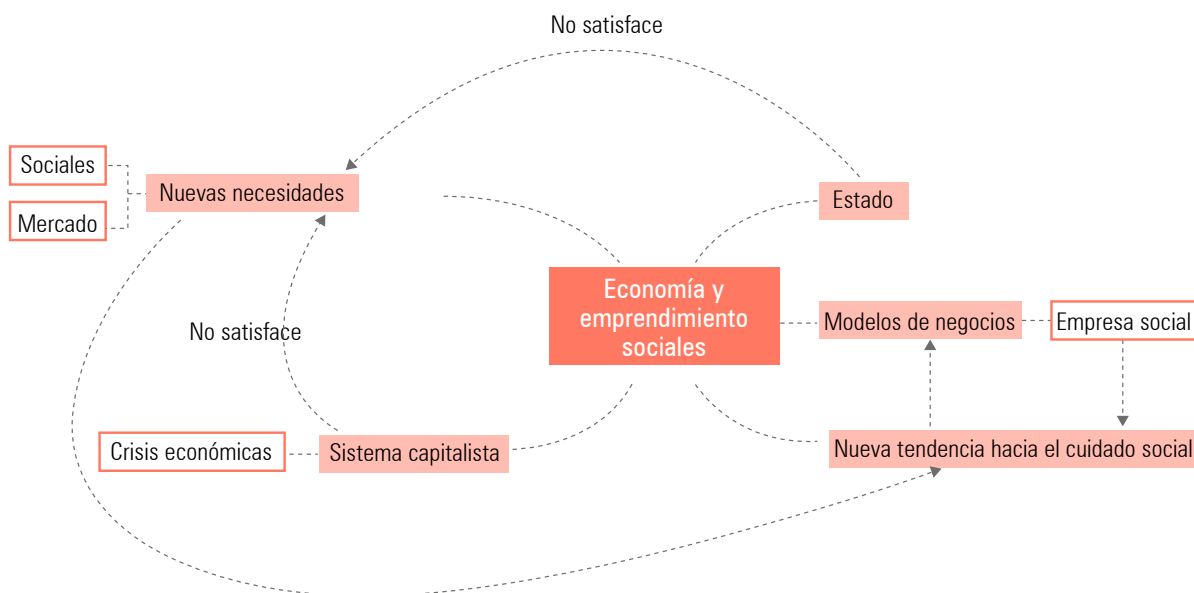 No satisface
Sociales
Mercado
Nuevas necesidades
Estado
Economía y
emprendimiento
sociales
No satisface
Modelos de negocios
Empresa social
Crisis económicas
Sistema capitalista
Nueva tendencia hacia el cuidado social